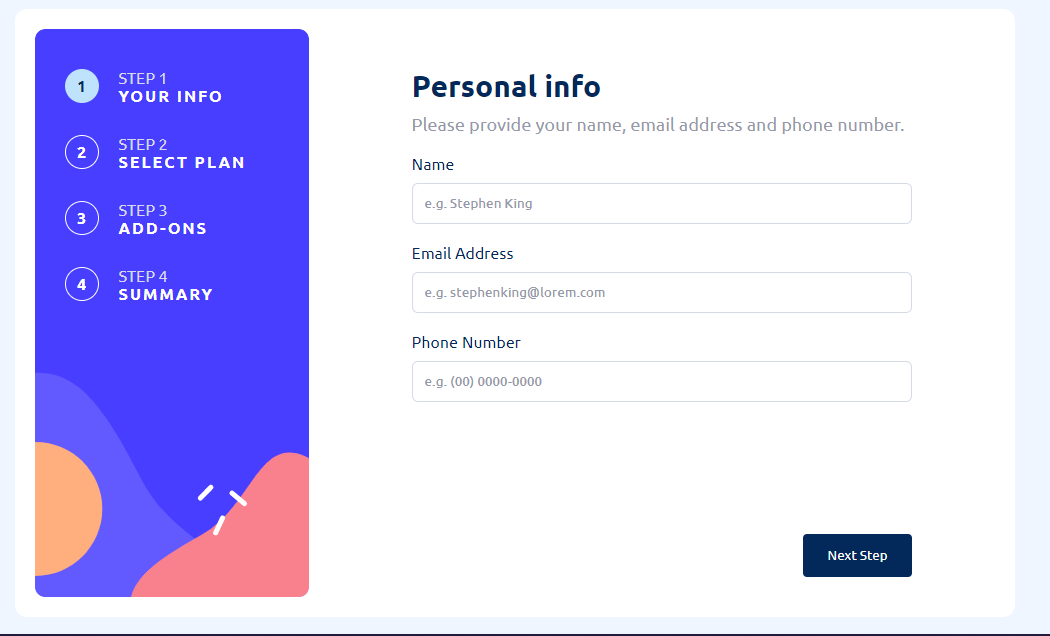 1
STEP 1
YOUR INFO
2
STEP 2
SELECT PLAN
3
STEP 3
ADD-ONS
4
STEP 4
SUMMARY
Personal info
Please provide your name, email address and phone number.
Name
e.g. Stephen King
Email Address
e.g. stephenking@lorem.com
Phone Number
e.g. (00) 0000-0000
Next Step